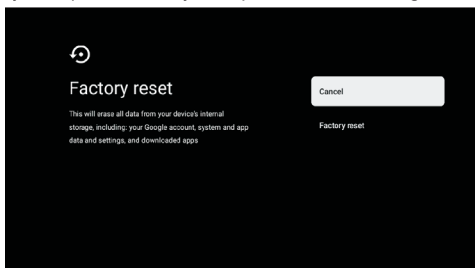 Factory reset
This will erase all data from your device's internal
storage, including: your Google account, system and app
data and settings, and downloaded apps
Cancel
Factory reset